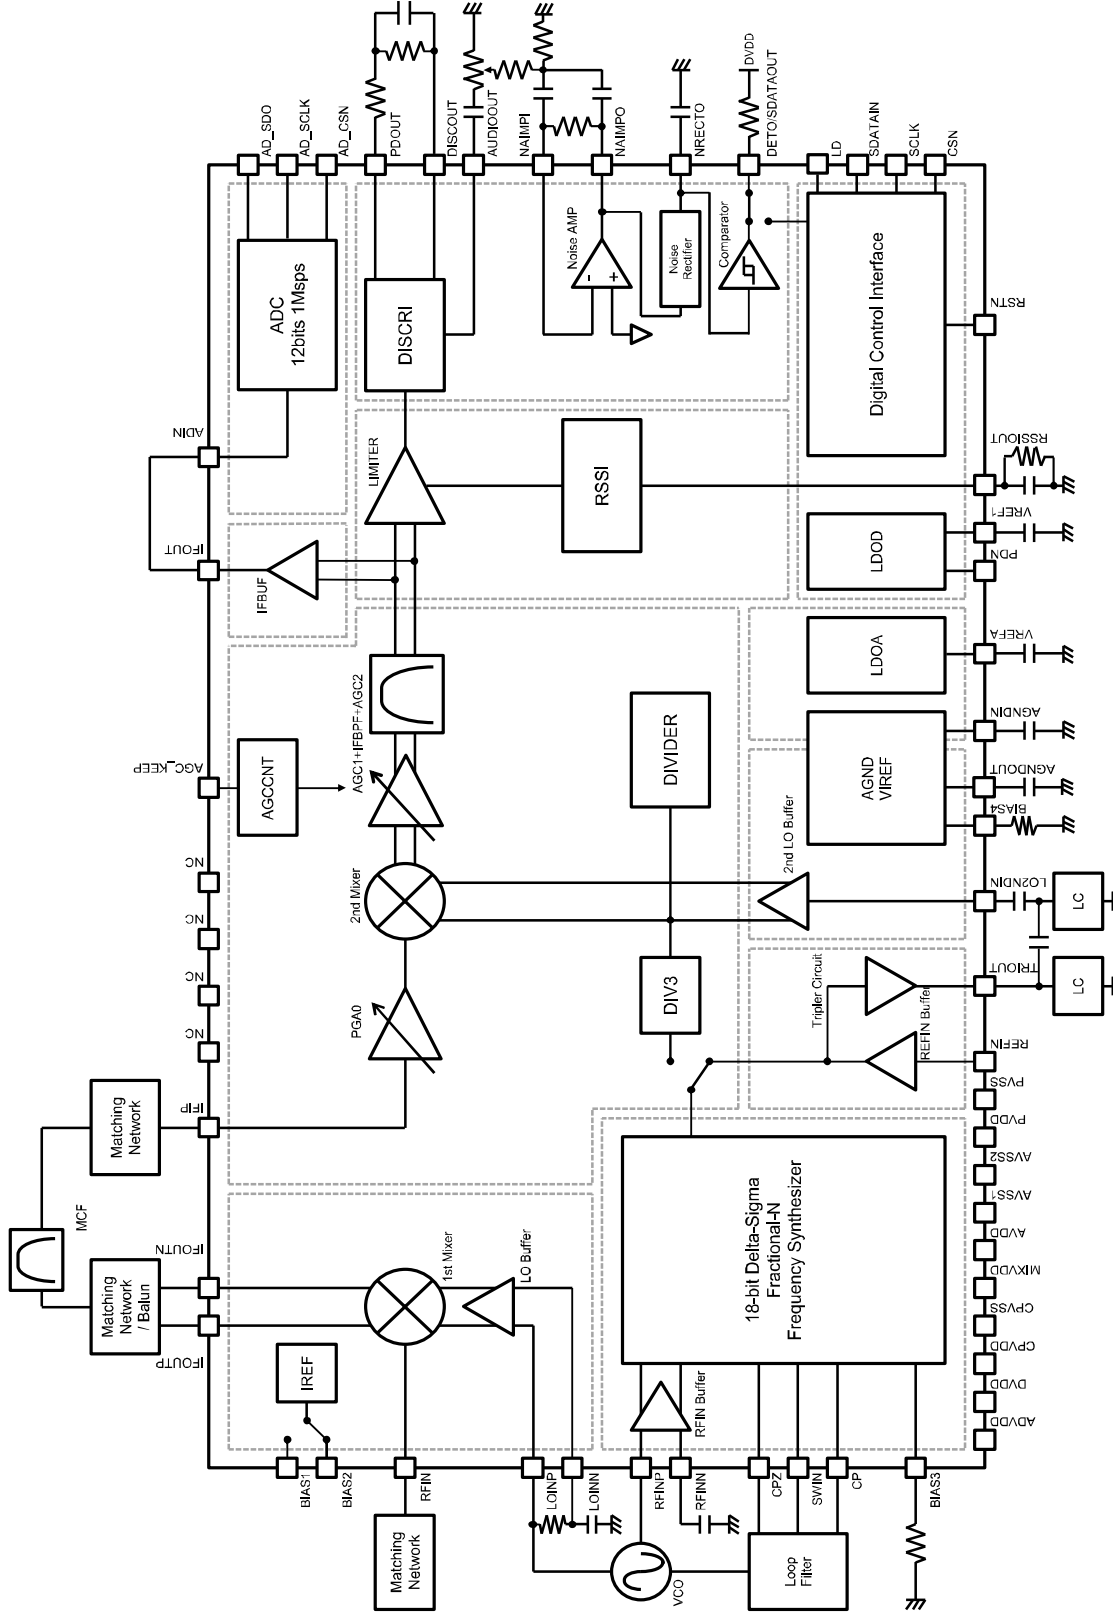 AD_SDO
AD_SCLK
AD_CSN
PDOUT
DISCOUT
AUDIOOUT
NAIMPI
NAIMPO
NRECTO
DVDD
DETO/SDATAOUT
LD
SDATAIN
SCLK
CSN
ADC
12bits 1Msps
DISCRI
Noise AMP
-
+
Noise
Rectifier
Comparator
Digital Control Interface
RSTN
ADIN
LIMITER
RSSI
RSSIOUT
IFOUT
IFBUF
LDOD
VREF1
PDN
LDOA
VREFA
AGC_KEEP
AGCCNT
AGC1+IFBPF+AGC2
DIVIDER
AGND
VIREF
AGNDIN
AGNDOUT
BIAS4
NC
NC
NC
NC
2nd Mixer
2nd LO Buffer
LO2NDIN
LC
PGA0
DIV3
Tripler Circuit
TRIOUT
LC
REFIN Buffer
REFIN
PVSS
PVDD
AVSS2
AVSS1
AVDD
MIXVDD
CPVSS
CPVDD
DVDD
ADVDD
IFIP
Matching
Network
MCF
IFOUTN
Matching
Network
/ Balun
IFOUTP
1st Mixer
LO Buffer
18-bit Delta-Sigma
Fractional-N
Frequency Synthesizer
IREF
RFIN Buffer
BIAS1
BIAS2
RFIN
LOINP
LOINN
RFINP
RFINN
CPZ
SWIN
CP
BIAS3
Matching
Network
VCO
Loop
Filter